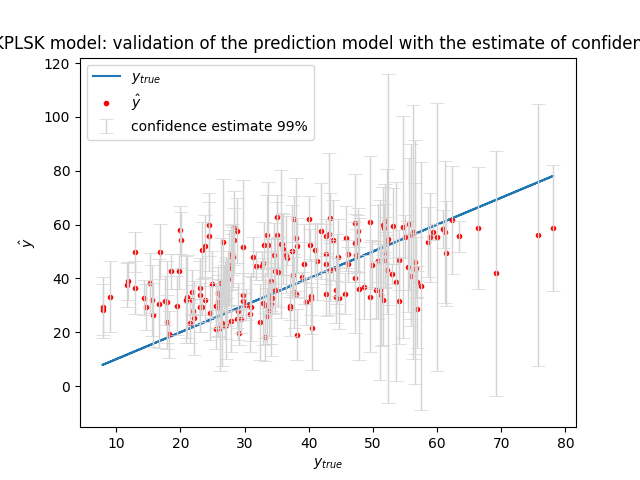 KPLSK model: validation of the prediction model with the estimate of
120
100
80
60
40
20
0
ŷ
y_true
ŷ
confidence estimate 99%
10 20 30 40 50 60 70 80
y_true